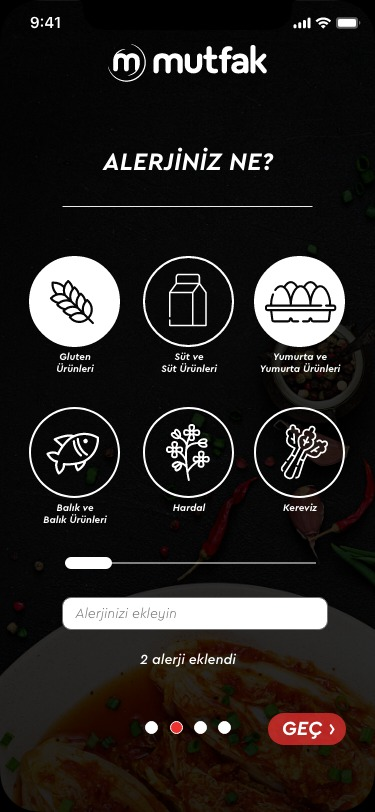 9:41
m mutfak
ALERJİNİZ NE?
Gluten
Ürünleri
Süt ve
Süt Ürünleri
Yumurta ve
Yumurta Ürünleri
Balık ve
Balık Ürünleri
Hardal
Kereviz
Alerjinizi ekleyin
2 alerji eklendi
GEÇ ›